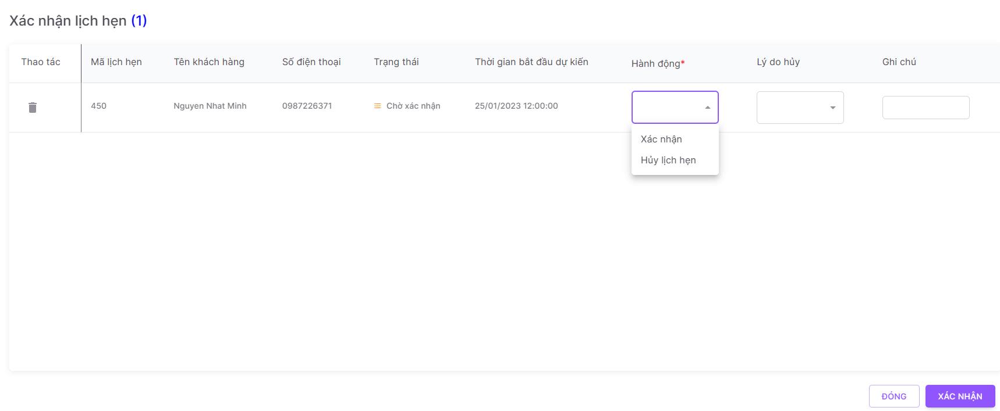 Xác nhận lịch hẹn (1)
Thao tác Mã lịch hẹn Tên khách hàng Số điện thoại Trạng thái Thời gian bắt đầu dự kiến Hành động* Lý do hủy Ghi chú
450 Nguyen Nhat Minh 0987226371 Chờ xác nhận 25/01/2023 12:00:00
Xác nhận
Hủy lịch hẹn
ĐÓNG XÁC NHẬN